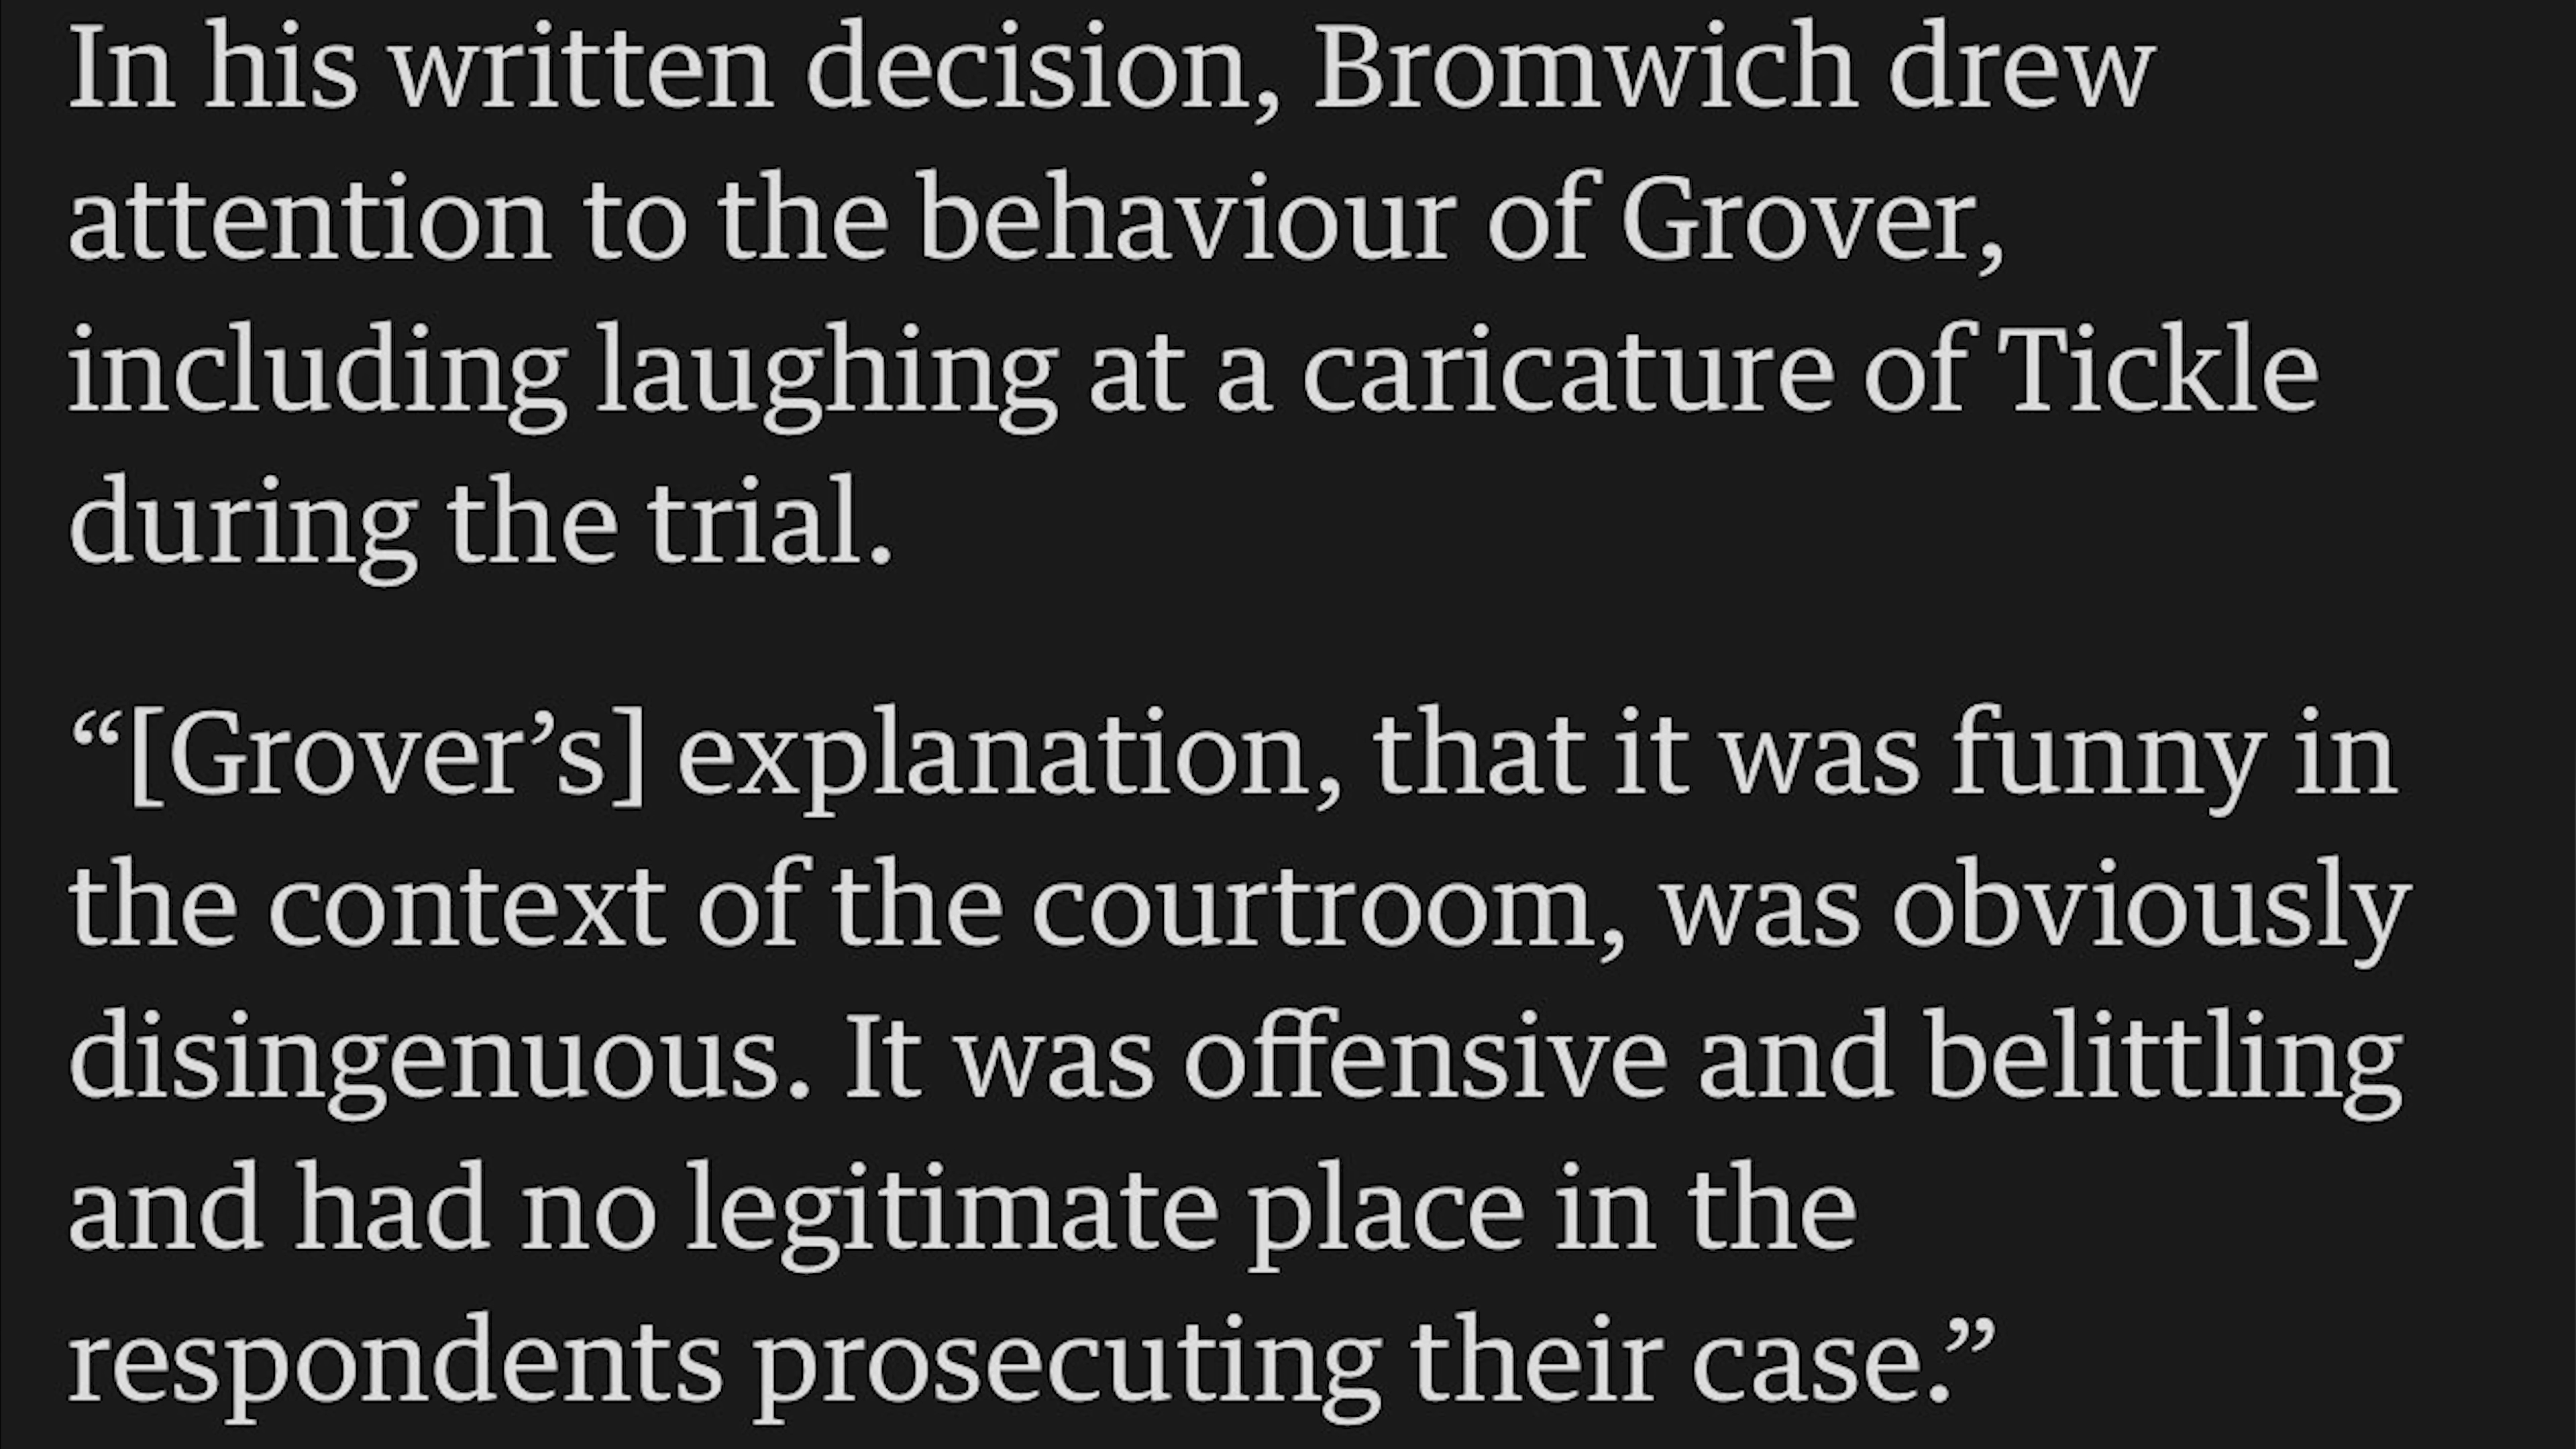 In his written decision, Bromwich drew
attention to the behaviour of Grover,
including laughing at a caricature of Tickle
during the trial.
“[Grover’s] explanation, that it was funny in
the context of the courtroom, was obviously
disingenuous. It was offensive and belittling
and had no legitimate place in the
respondents prosecuting their case.”